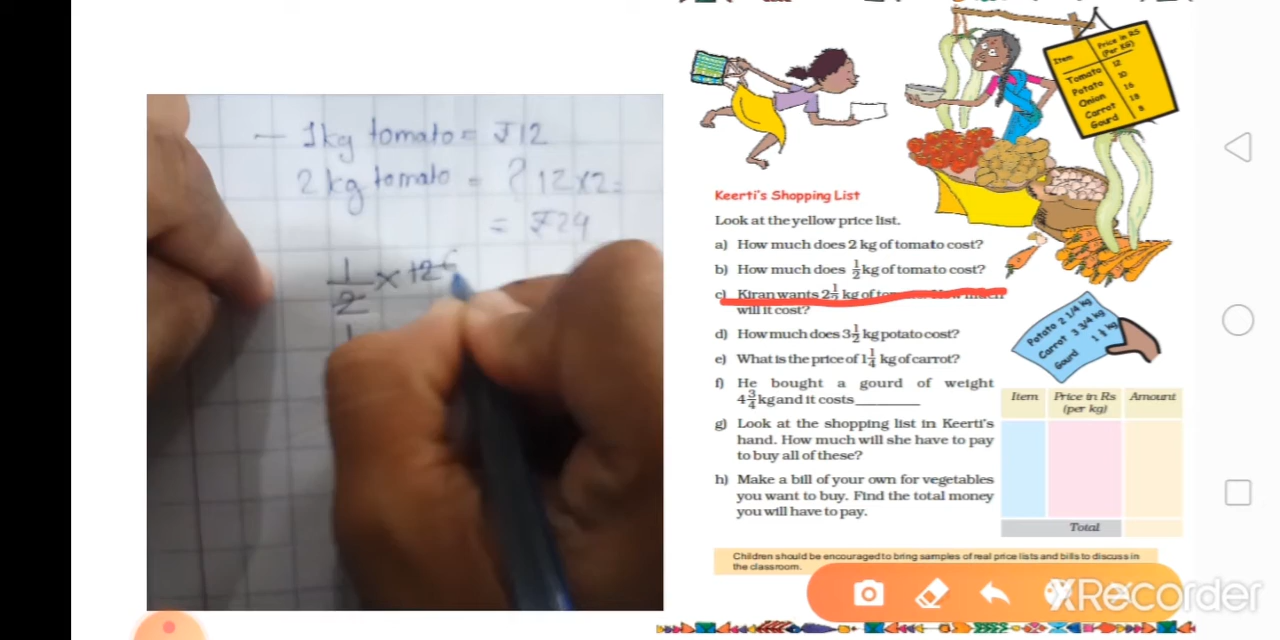 — 1kg tomato = ₹12
2 kg tomato = ? 12×2=
= ₹24
1/2 × 12 6
1
Item Price in RS (Per KG)
Tomato 12
Potato 10
Onion 16
Carrot 18
Gourd 8
Keerti's Shopping List
Look at the yellow price list.
a) How much does 2 kg of tomato cost?
b) How much does 1/2 kg of tomato cost?
c) Kiran wants 2 1/2 kg of
will it cost?
d) How much does 3 1/2 kg potato cost?
e) What is the price of 1 1/4 kg of carrot?
f) He bought a gourd of weight
4 3/4 kg and it costs________
g) Look at the shopping list in Keerti's
hand. How much will she have to pay
to buy all of these?
h) Make a bill of your own for vegetables
you want to buy. Find the total money
you will have to pay.
Potato 2 1/4 kg
Carrot 3 3/4 kg
Gourd 1 1/2 kg
Item Price in Rs (per kg) Amount
Total
Children should be encouraged to bring samples of real price lists and bills to discuss in
the classroom.
XRecorder